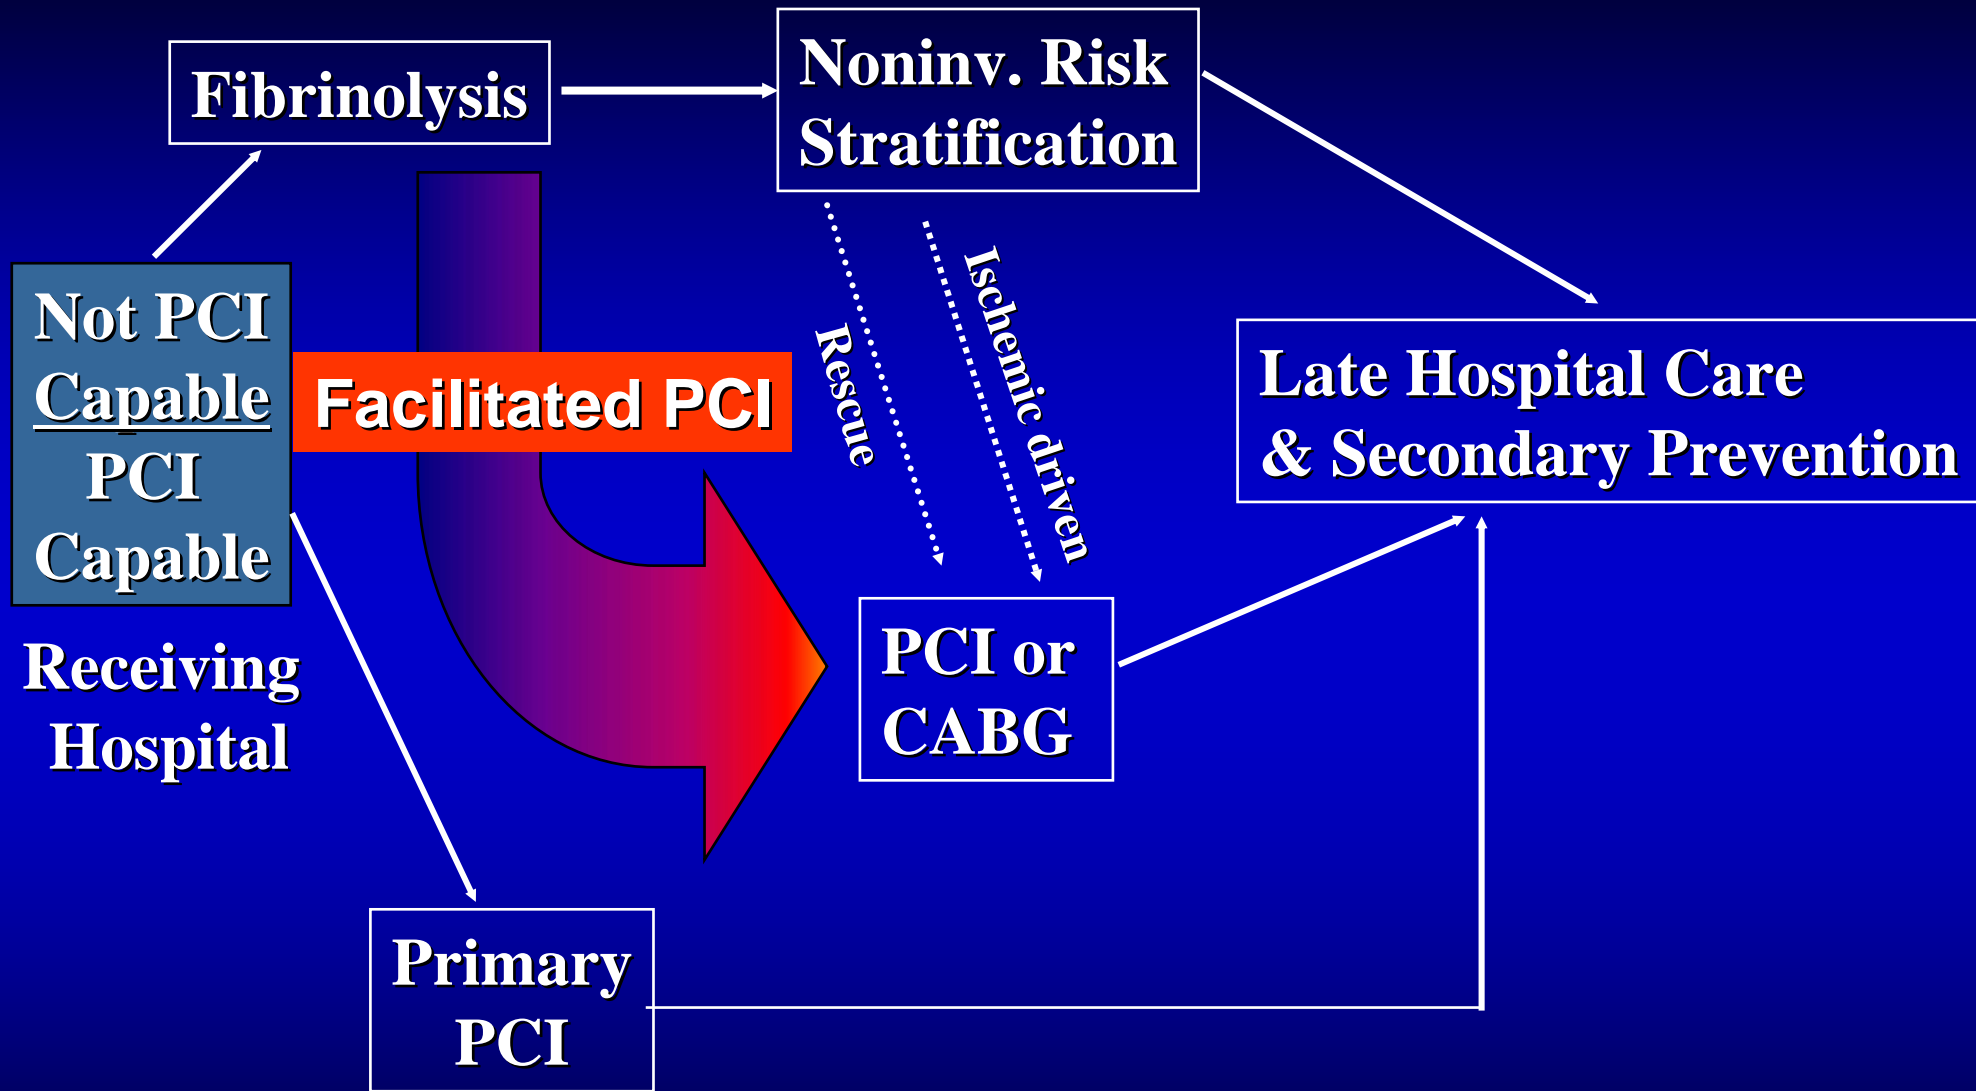 Fibrinolysis
Noninv. Risk
Stratification
Not PCI
Capable
PCI
Capable
Facilitated PCI
Rescue
Ischemic driven
Late Hospital Care
& Secondary Prevention
Receiving
Hospital
PCI or
CABG
Primary
PCI